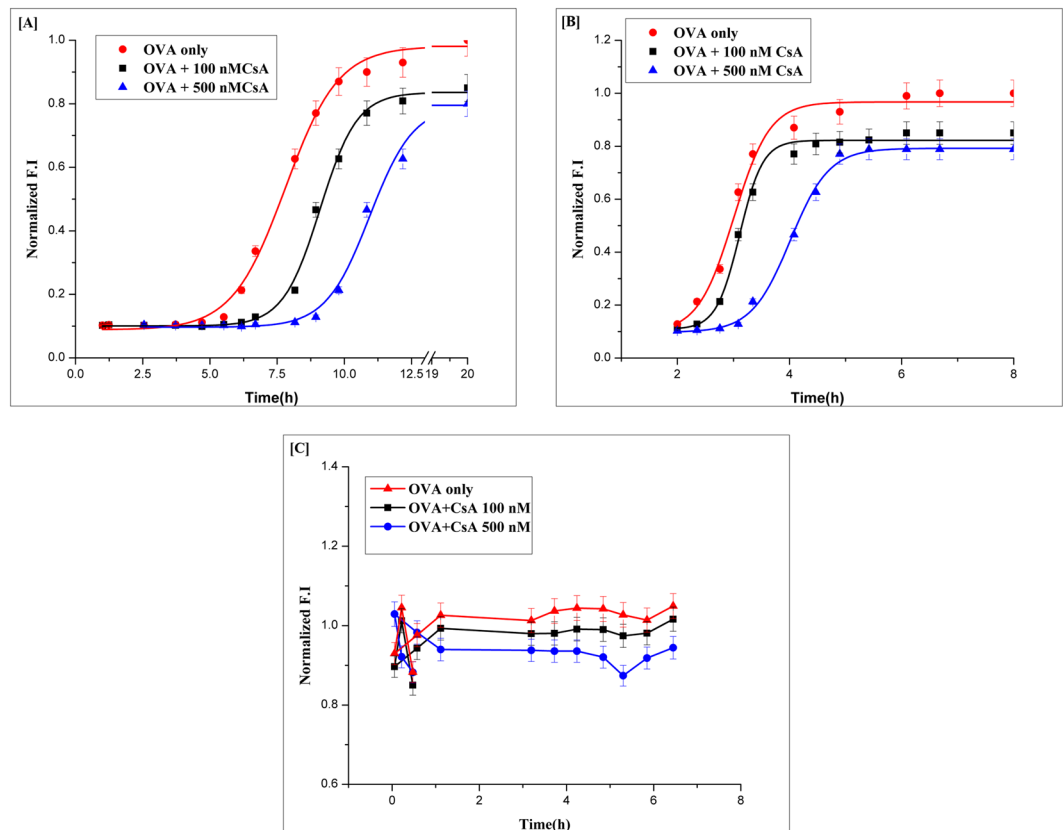 [A]
OVA only
OVA + 100 nMCsA
OVA + 500 nMCsA
Normalized F.I
1.0
0.8
0.6
0.4
0.2
0.0
0.0 2.5 5.0 7.5 10.0 12.5 19 20
Time(h)
[B]
OVA only
OVA + 100 nM CsA
OVA + 500 nM CsA
Normalized F.I
1.2
1.0
0.8
0.6
0.4
0.2
0.0
2 4 6 8
Time(h)
[C]
OVA only
OVA+CsA 100 nM
OVA+CsA 500 nM
Normalized F.I
1.4
1.2
1.0
0.8
0.6
0 2 4 6 8
Time(h)